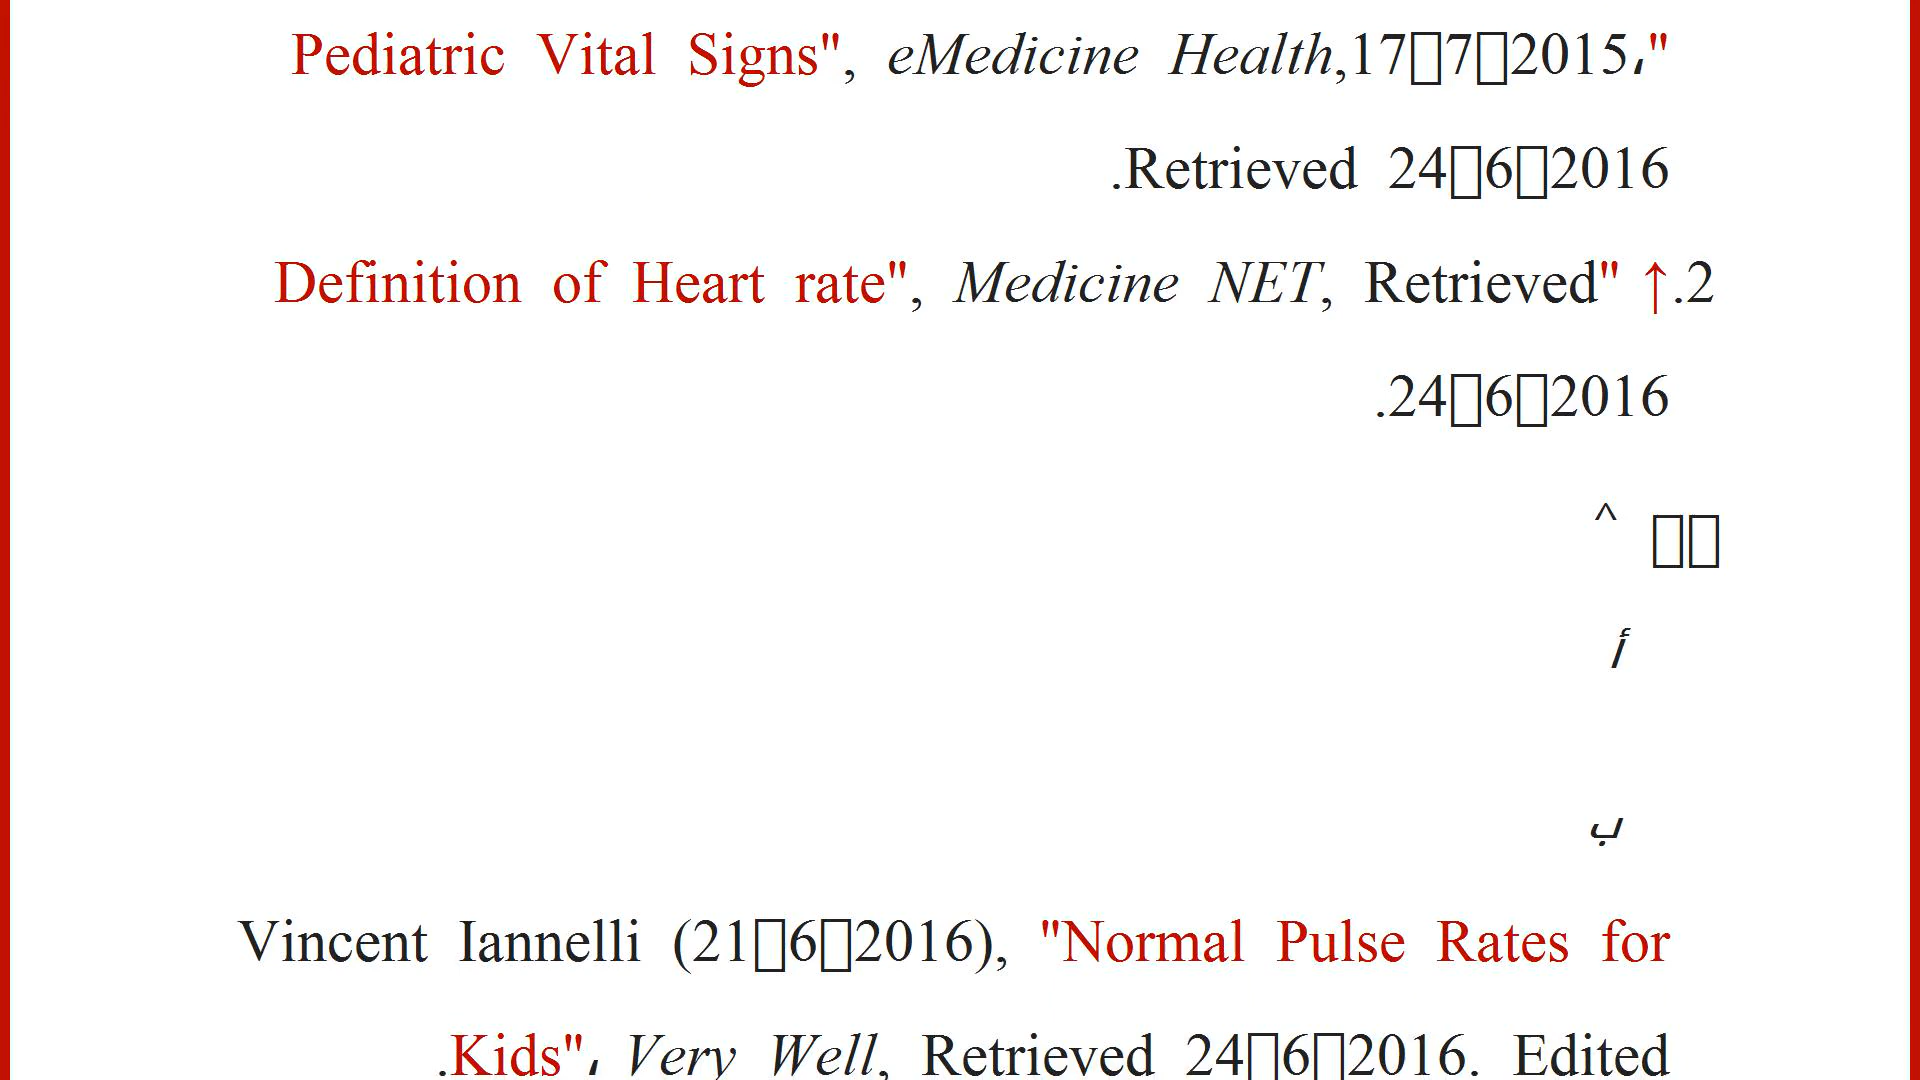 "Pediatric Vital Signs", eMedicine Health,17▯7▯2015،
Retrieved 24▯6▯2016.
2.↑ "Definition of Heart rate", Medicine NET, Retrieved
24▯6▯2016.
▯▯ ^
أ
ب
Vincent Iannelli (21▯6▯2016), "Normal Pulse Rates for
Kids"، Very Well, Retrieved 24▯6▯2016. Edited.